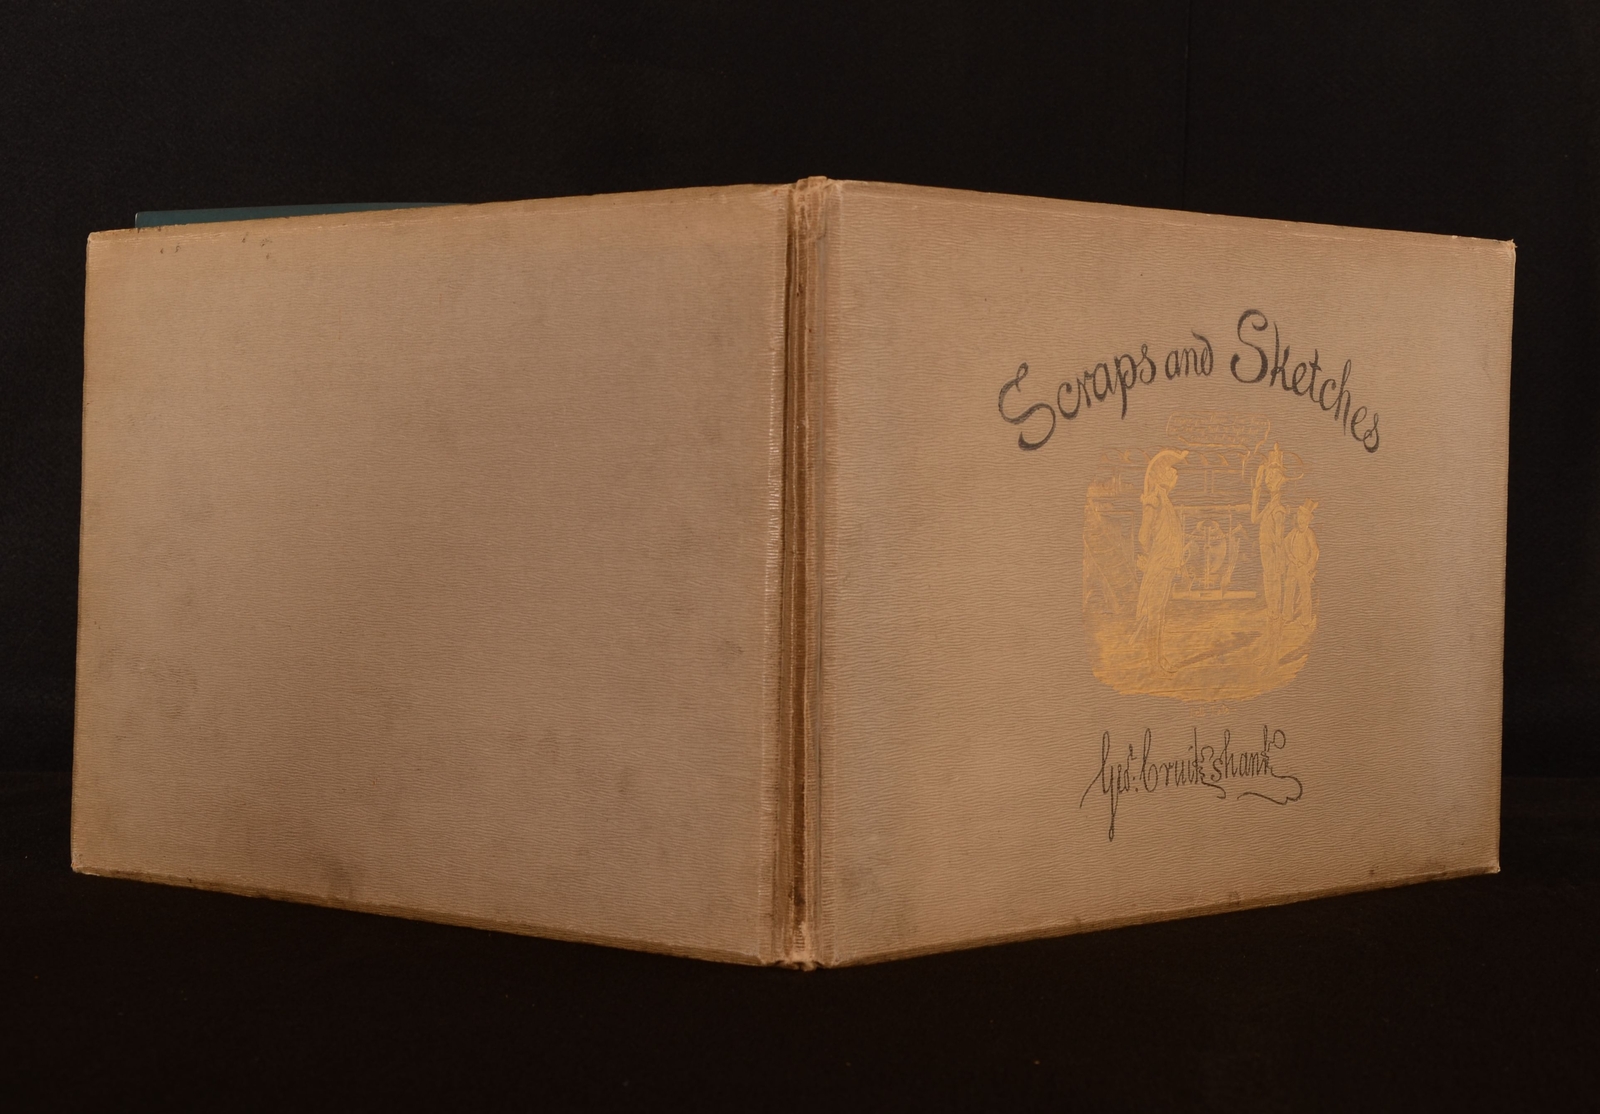 Scraps and Sketches
Geo. Cruikshank